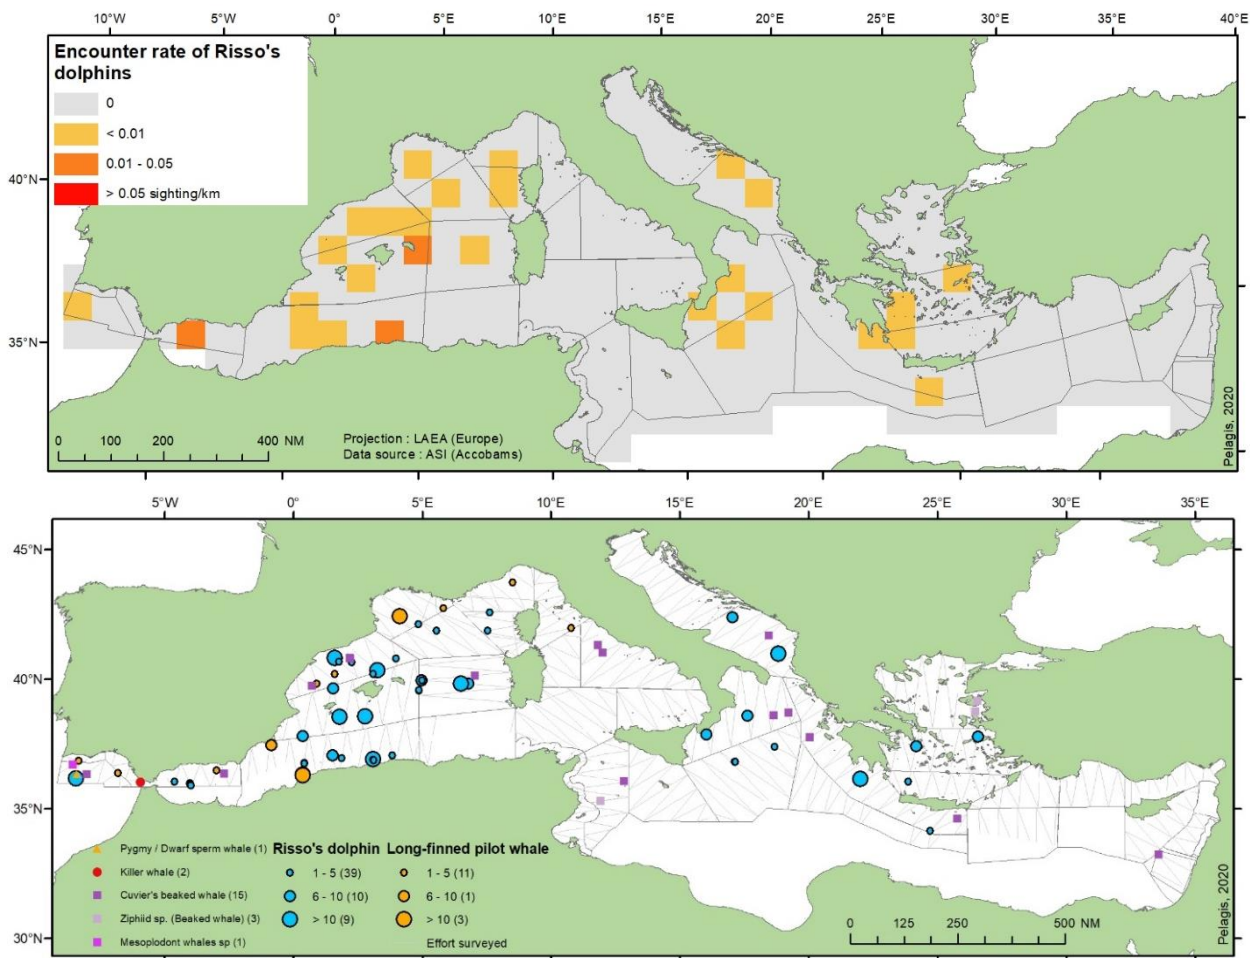 10°W 5°W 0° 5°E 10°E 15°E 20°E 25°E 30°E 35°E 40°E
Encounter rate of Risso's
dolphins
0
< 0.01
0.01 - 0.05
> 0.05 sighting/km
40°N
35°N
0 100 200 400 NM
Projection : LAEA (Europe)
Data source : ASI (Accobams)
Pelagis, 2020
5°W 0° 5°E 10°E 15°E 20°E 25°E 30°E 35°E
45°N
40°N
35°N
30°N
Pygmy / Dwarf sperm whale (1)
Killer whale (2)
Cuvier's beaked whale (15)
Ziphiid sp. (Beaked whale) (3)
Mesoplodont whales sp (1)
Risso's dolphin
1 - 5 (39)
6 - 10 (10)
> 10 (9)
Long-finned pilot whale
1 - 5 (11)
6 - 10 (1)
> 10 (3)
Effort surveyed
0 125 250 500 NM
Pelagis, 2020